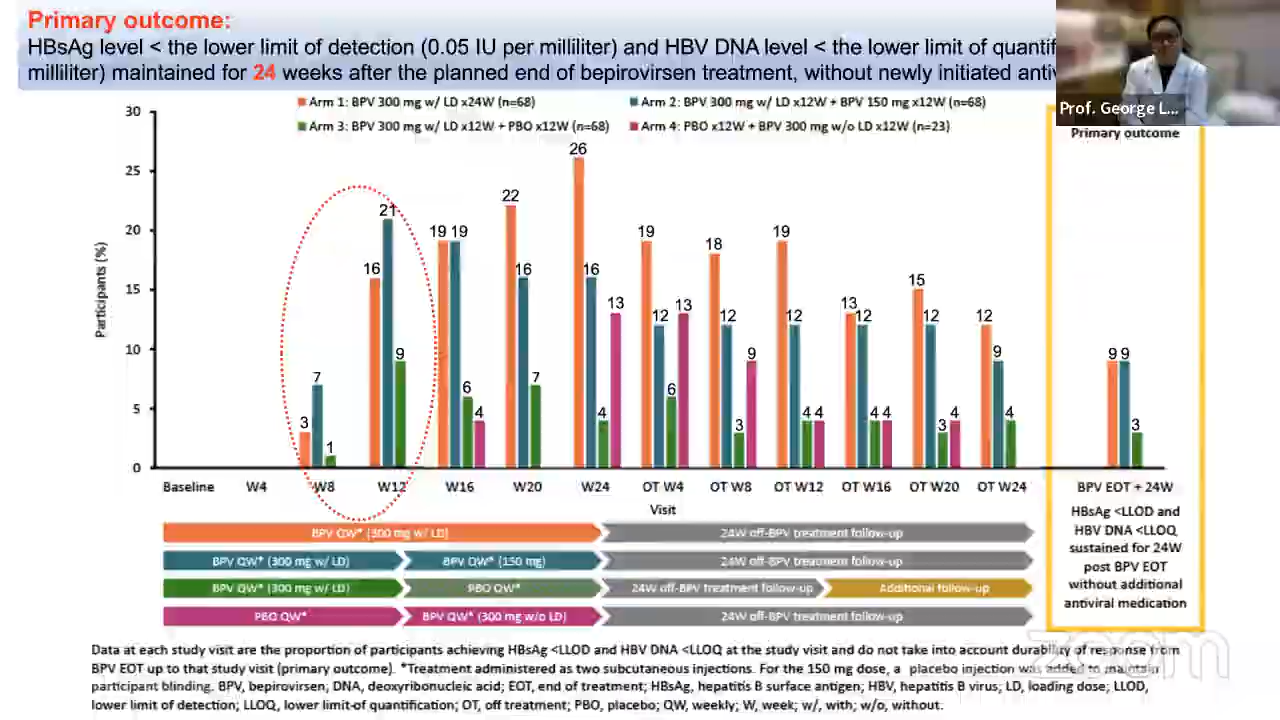 Primary outcome:
HBsAg level < the lower limit of detection (0.05 IU per milliliter) and HBV DNA level < the lower limit of quantif
milliliter) maintained for 24 weeks after the planned end of bepirovirsen treatment, without newly initiated antiv
Prof. George L...
Arm 1: BPV 300 mg w/ LD x24W (n=68)
Arm 2: BPV 300 mg w/ LD x12W + BPV 150 mg x12W (n=68)
Arm 3: BPV 300 mg w/ LD x12W + PBO x12W (n=68)
Arm 4: PBO x12W + BPV 300 mg w/o LD x12W (n=23)
Primary outcome
Participants (%)
30
25
20
15
10
5
0
3 7 1
16 21 9
19 19 6 4
22 16 7
26 16 4 13
19 12 6 13
18 12 3 9
19 12 4 4
13 12 4 4
15 12 3 4
12 9 4
9 9 3
Baseline W4 W8 W12 W16 W20 W24 OT W4 OT W8 OT W12 OT W16 OT W20 OT W24
Visit
BPV EOT + 24W
HBsAg <LLOD and
HBV DNA <LLOQ
sustained for 24W
post BPV EOT
without additional
antiviral medication
BPV QW* (300 mg w/ LD) 24W off-BPV treatment follow-up
BPV QW* (300 mg w/ LD) BPV QW* (150 mg) 24W off-BPV treatment follow-up
BPV QW* (300 mg w/ LD) PBO QW* 24W off-BPV treatment follow-up Additional follow-up
PBO QW* BPV QW* (300 mg w/o LD) 24W off-BPV treatment follow-up
Data at each study visit are the proportion of participants achieving HBsAg <LLOD and HBV DNA <LLOQ at the study visit and do not take into account durability of response from
BPV EOT up to that study visit (primary outcome). *Treatment administered as two subcutaneous injections. For the 150 mg dose, a placebo injection was added to maintain
participant blinding. BPV, bepirovirsen; DNA, deoxyribonucleic acid; EOT, end of treatment; HBsAg, hepatitis B surface antigen; HBV, hepatitis B virus; LD, loading dose; LLOD,
lower limit of detection; LLOQ, lower limit of quantification; OT, off treatment; PBO, placebo; QW, weekly; W, week; w/, with; w/o, without.
zoom